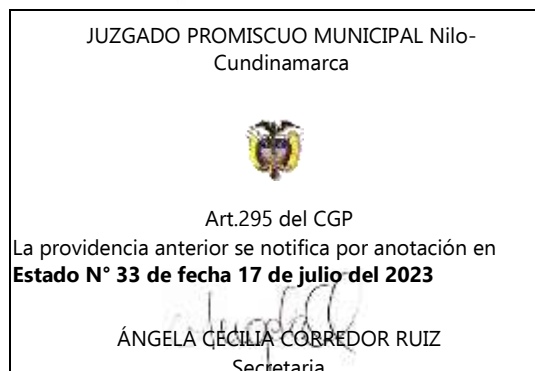 JUZGADO PROMISCUO MUNICIPAL Nilo-
Cundinamarca
Art.295 del CGP
La providencia anterior se notifica por anotación en
Estado N° 33 de fecha 17 de julio del 2023
ÁNGELA CECILIA CORREDOR RUIZ
Secretaria